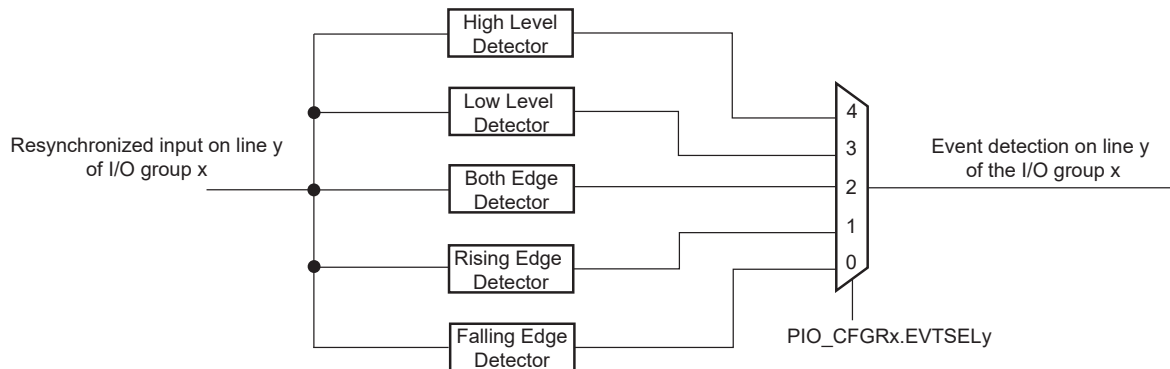 High Level
Detector
Low Level
Detector
4
Resynchronized input on line y
of I/O group x
3
Event detection on line y
of the I/O group x
Both Edge
Detector
2
1
Rising Edge
Detector
0
Falling Edge
Detector
PIO_CFGRx.EVTSELy